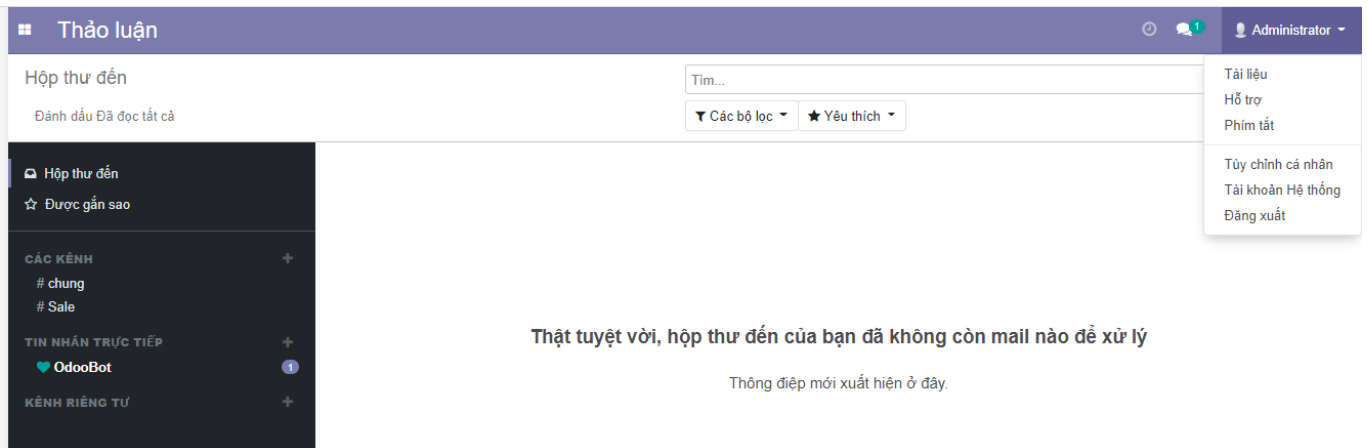 Thảo luận
1
Administrator
Hộp thư đến
Tìm...
Đánh dấu Đã đọc tất cả
Các bộ lọc
Yêu thích
Tài liệu
Hỗ trợ
Phím tắt
Tùy chỉnh cá nhân
Tài khoản Hệ thống
Đăng xuất
Hộp thư đến
Được gắn sao
CÁC KÊNH +
# chung
# Sale
TIN NHẮN TRỰC TIẾP +
OdooBot 1
KÊNH RIÊNG TƯ +
Thật tuyệt vời, hộp thư đến của bạn đã không còn mail nào để xử lý
Thông điệp mới xuất hiện ở đây.